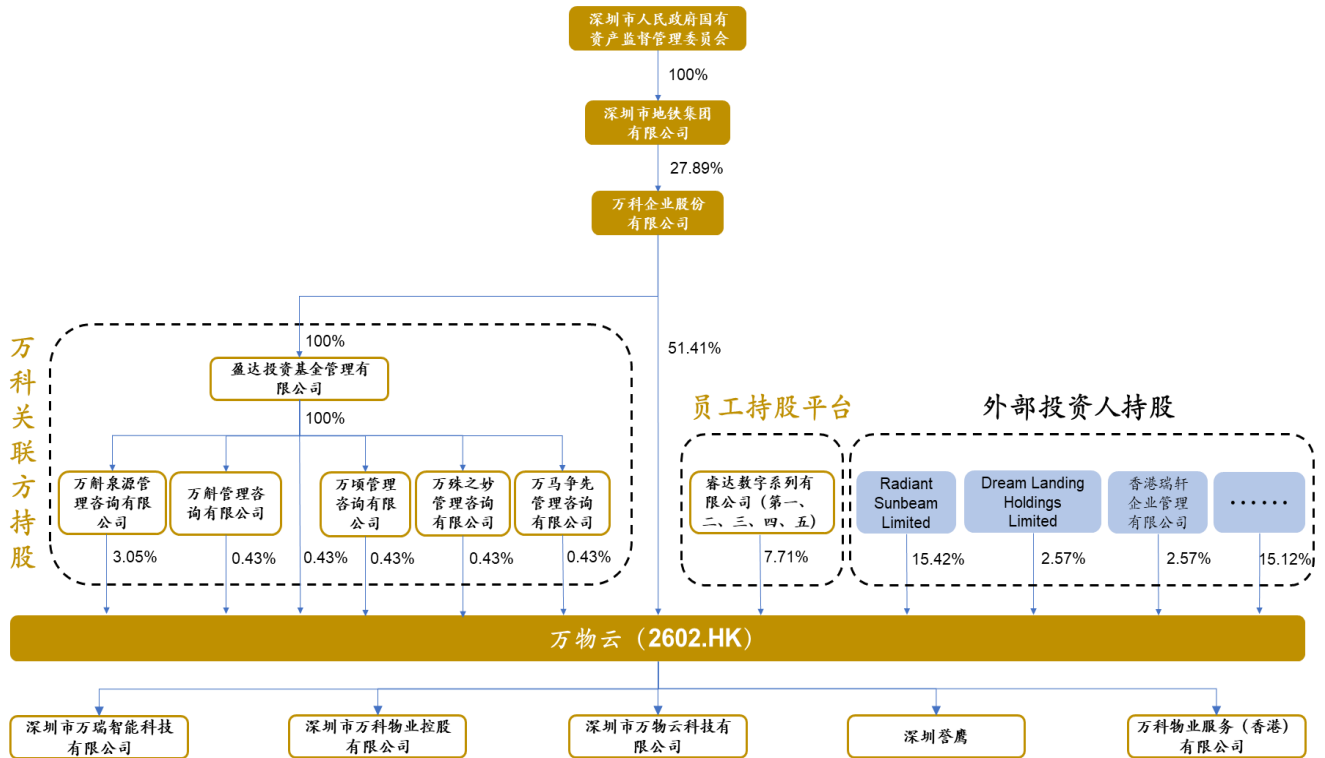 深圳市人民政府国有
资产监督管理委员会
100%
深圳市地铁集团
有限公司
27.89%
万科企业股份
有限公司
万科关联方持股
100%
盈达投资基金管理有
限公司
100%
51.41%
员工持股平台
外部投资人持股
万斛泉源管
理咨询有限
公司
万斛管理咨
询有限公司
万顷管理
咨询有限
公司
万殊之妙
管理咨询
有限公司
万马争先
管理咨询
有限公司
睿达数字系列有
限公司（第一、
二、三、四、五）
Radiant
Sunbeam
Limited
Dream Landing
Holdings
Limited
香港瑞轩
企业管理
有限公司
······
3.05%
0.43%
0.43%
0.43%
0.43%
0.43%
7.71%
15.42%
2.57%
2.57%
15.12%
万物云（2602.HK）
深圳市万瑞智能科技
有限公司
深圳市万科物业控股
有限公司
深圳市万物云科技有
限公司
深圳誉鹰
万科物业服务（香港）
有限公司